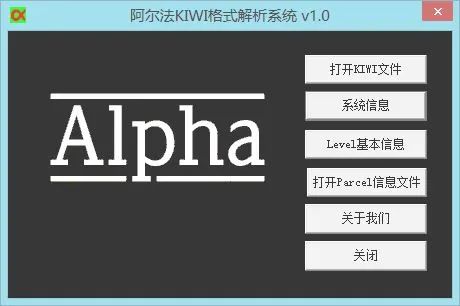 阿尔法KIWI格式解析系统 v1.0
Alpha
打开KIWI文件
系统信息
Level基本信息
打开Parcel信息文件
关于我们
关闭